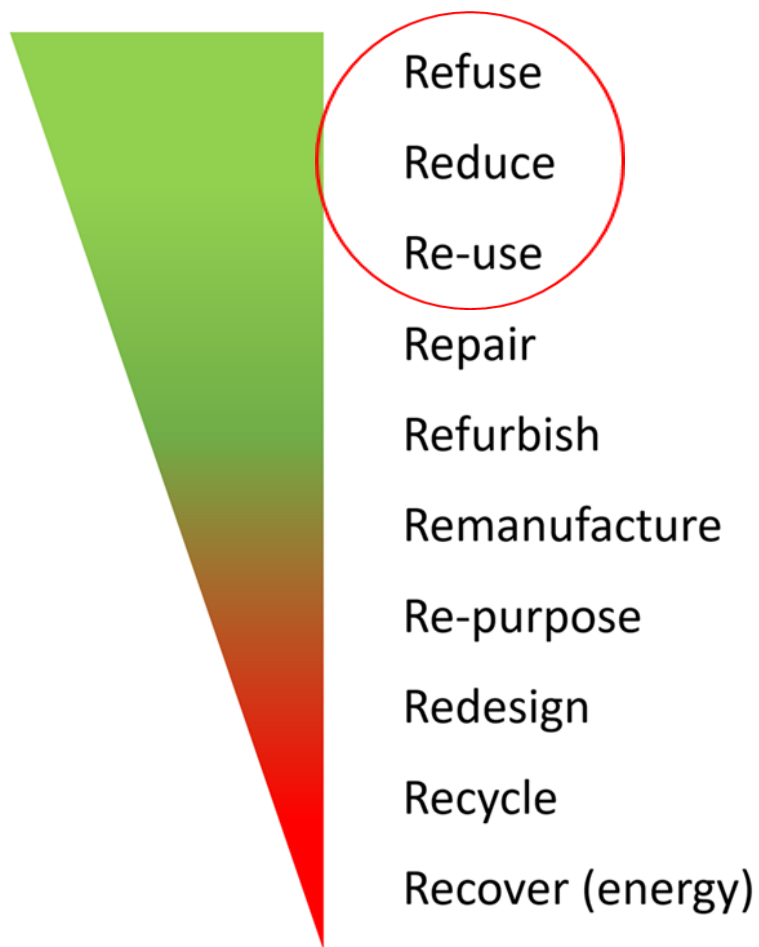 Refuse
Reduce
Re-use
Repair
Refurbish
Remanufacture
Re-purpose
Redesign
Recycle
Recover (energy)